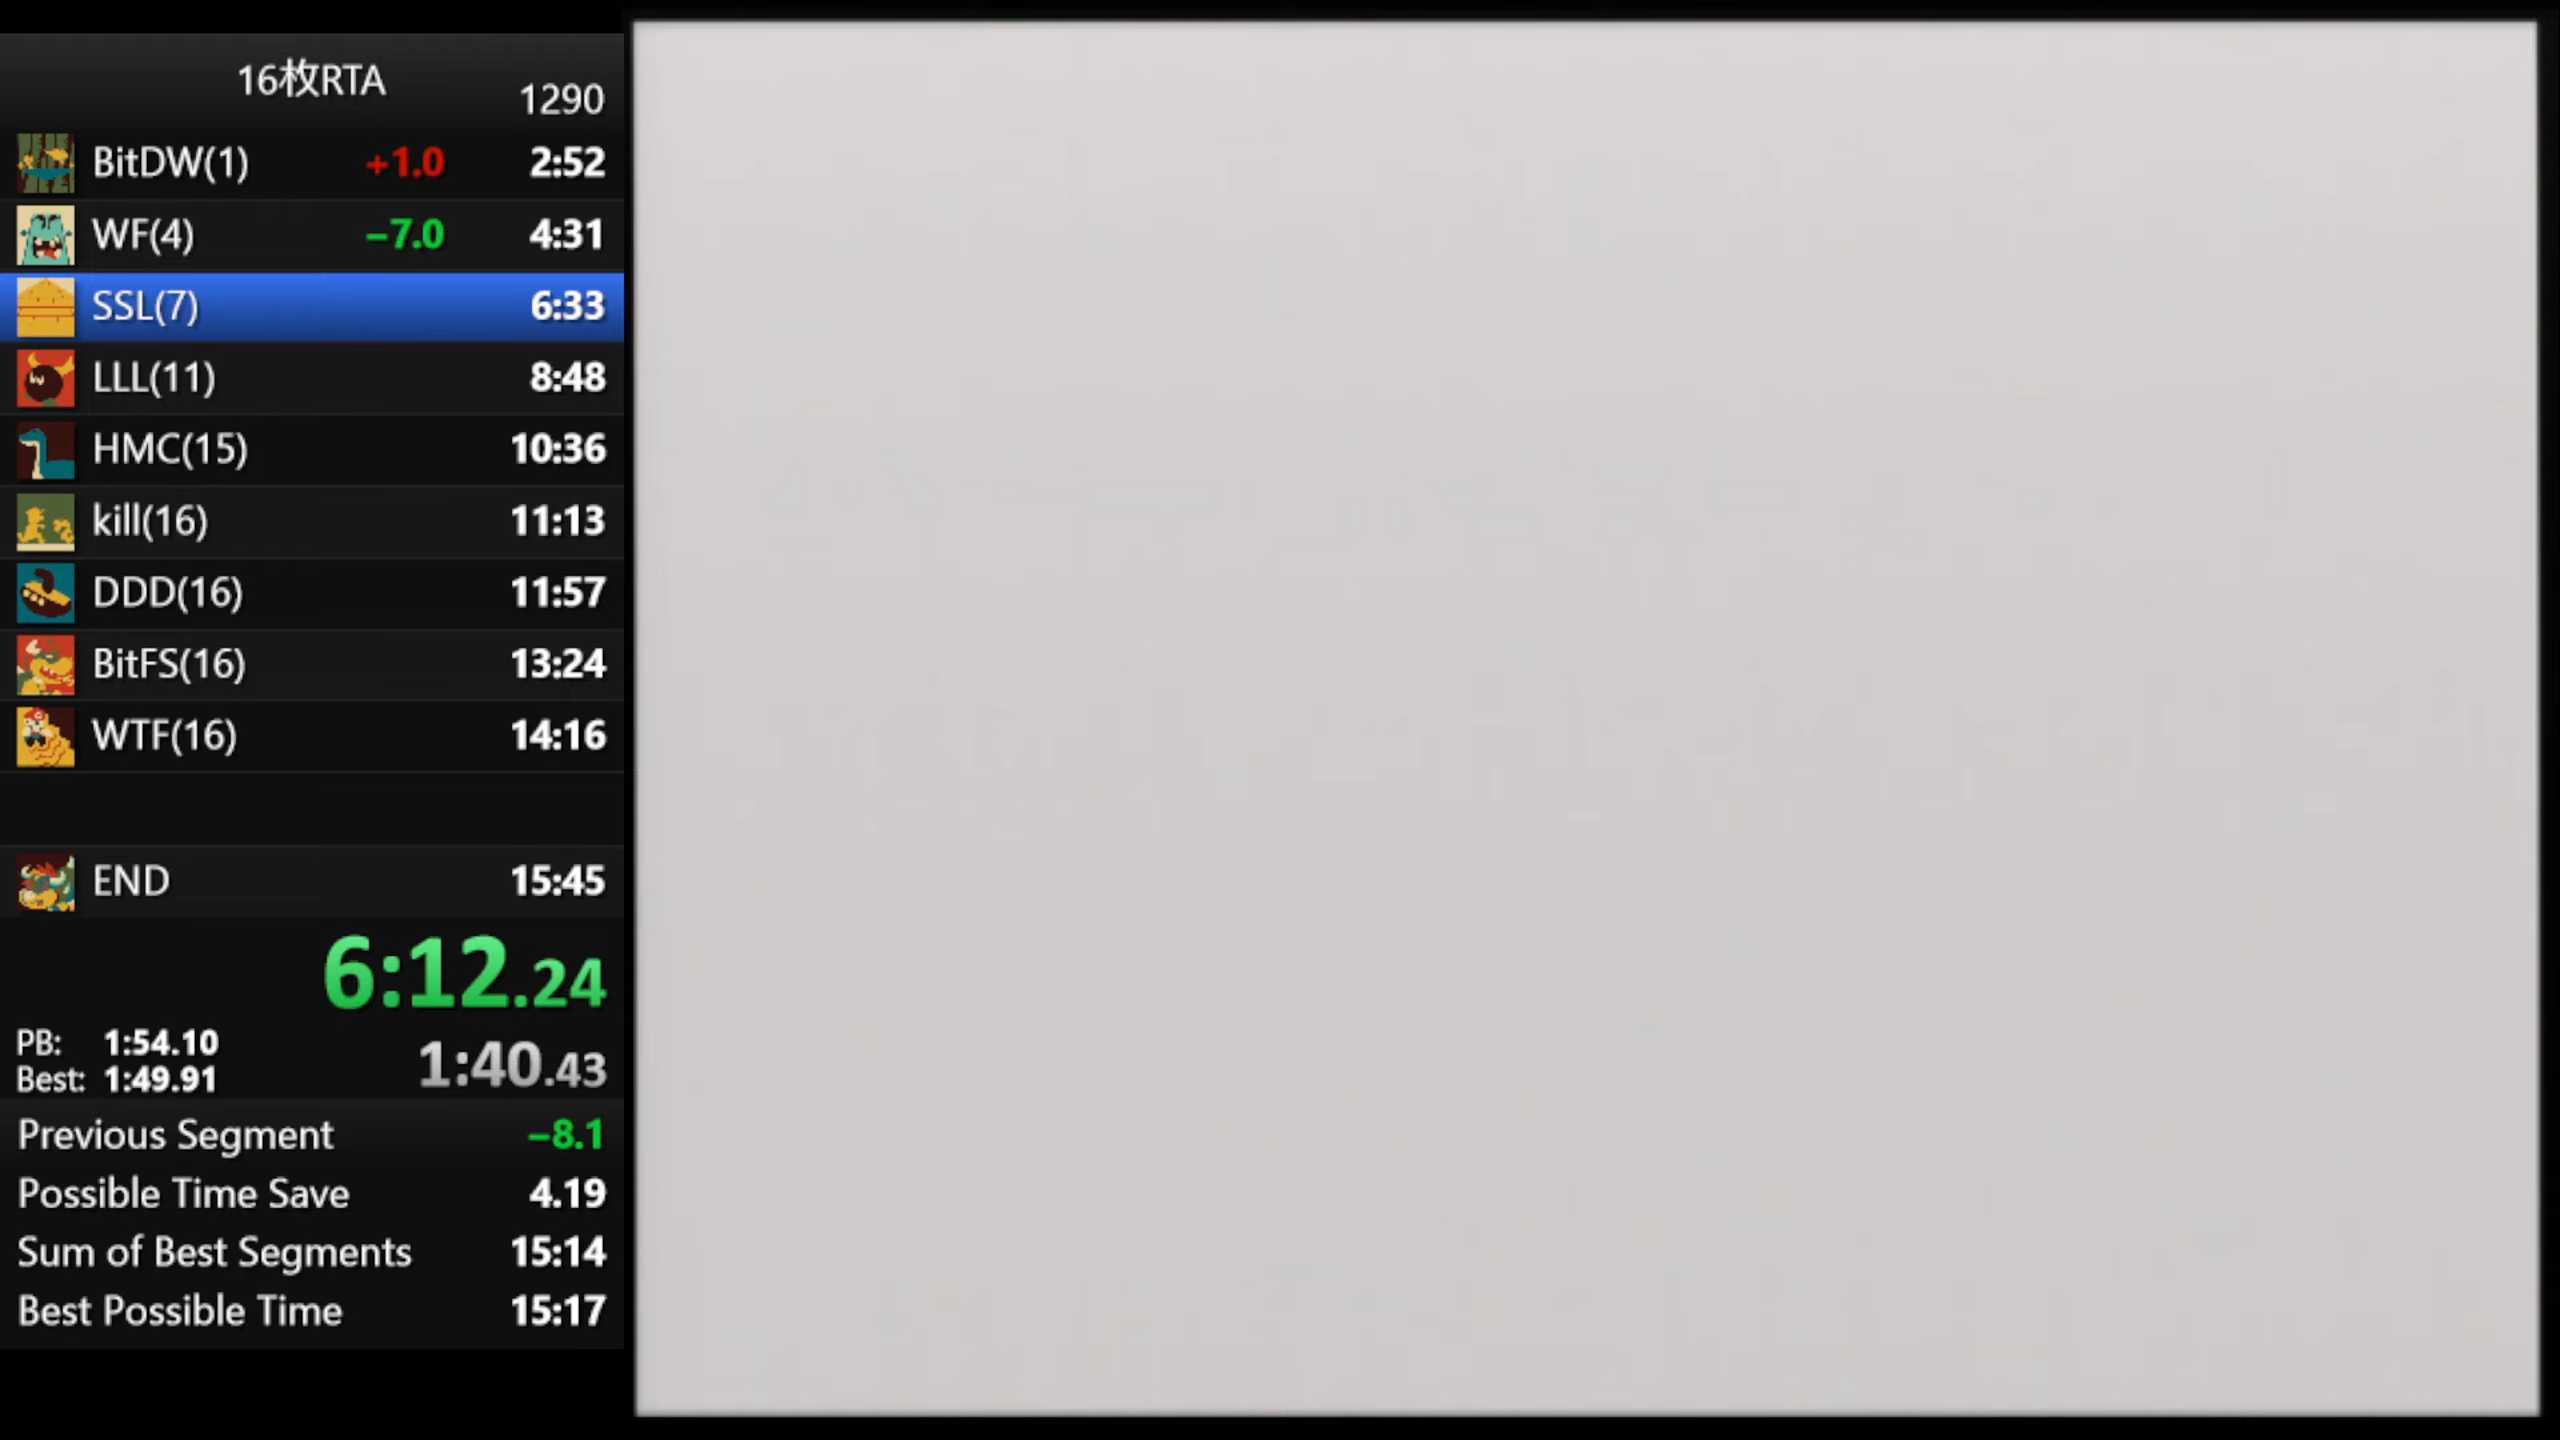 16枚RTA
1290
BitDW(1) +1.0 2:52
WF(4) −7.0 4:31
SSL(7) 6:33
LLL(11) 8:48
HMC(15) 10:36
kill(16) 11:13
DDD(16) 11:57
BitFS(16) 13:24
WTF(16) 14:16
END 15:45
6:12.24
PB: 1:54.10
Best: 1:49.91
1:40.43
Previous Segment −8.1
Possible Time Save 4.19
Sum of Best Segments 15:14
Best Possible Time 15:17